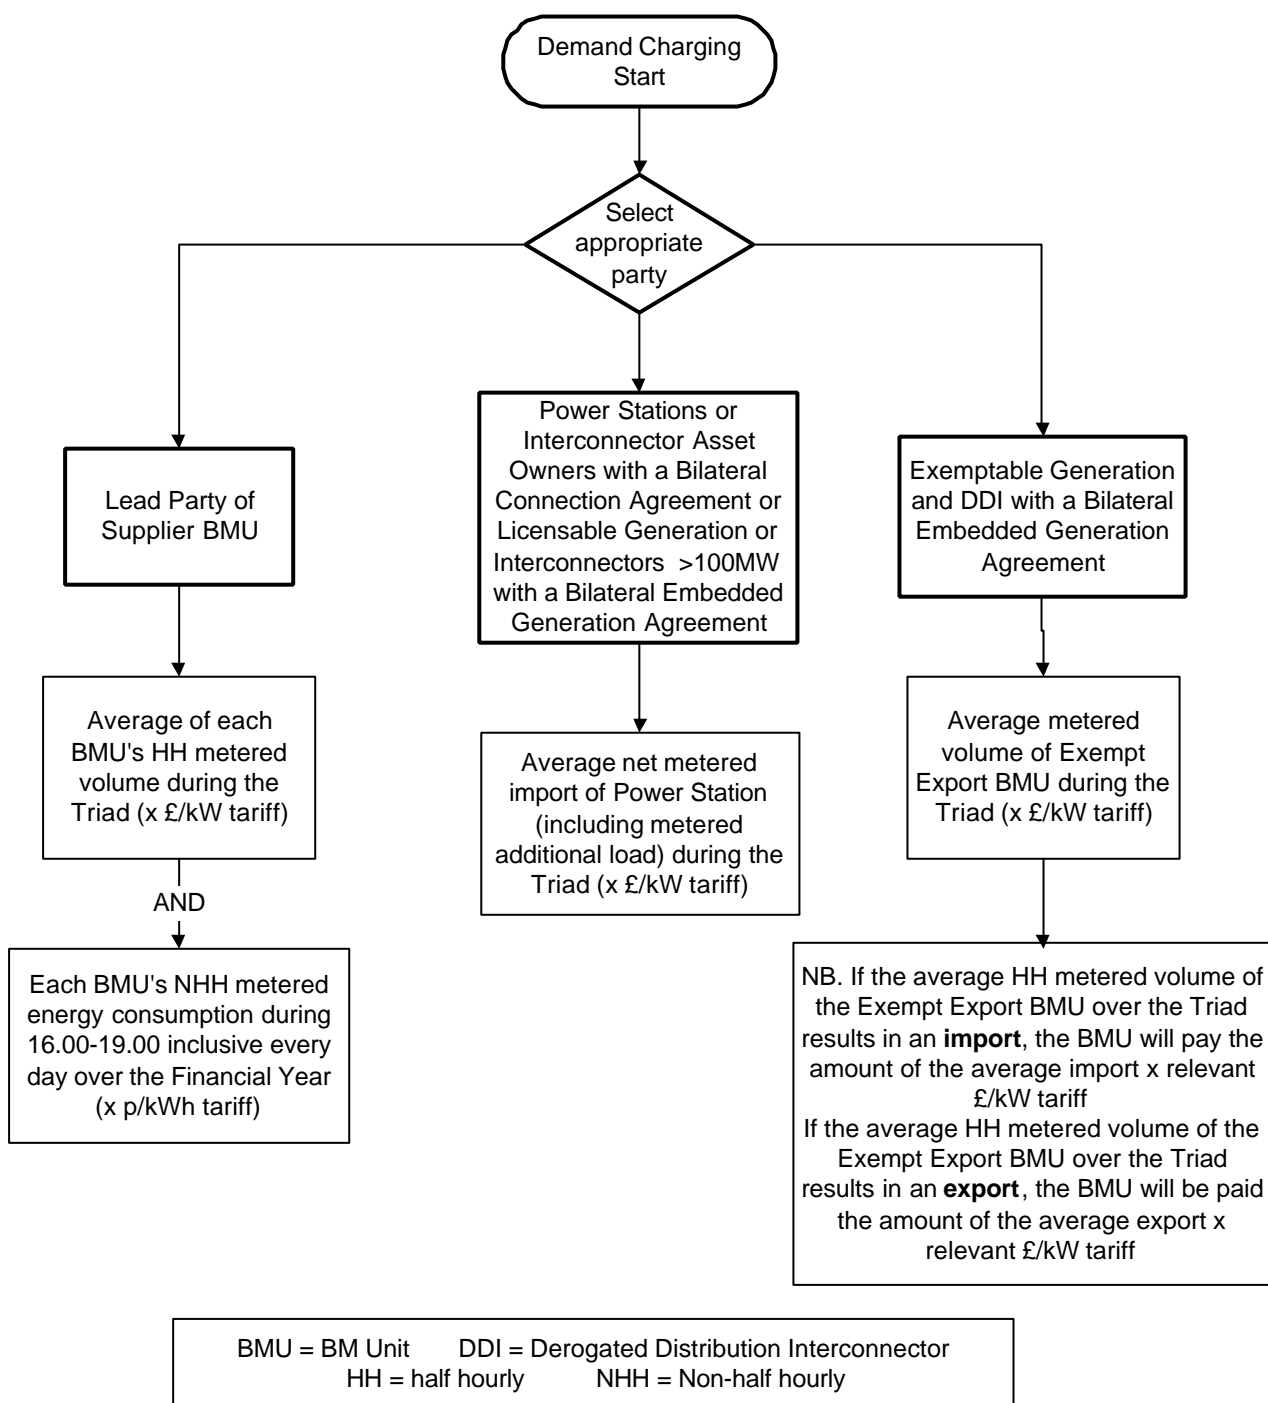 Demand Charging
Start
Select
appropriate
party
Lead Party of
Supplier BMU
Power Stations or
Interconnector Asset
Owners with a Bilateral
Connection Agreement or
Licensable Generation or
Interconnectors >100MW
with a Bilateral Embedded
Generation Agreement
Exemptable Generation
and DDI with a Bilateral
Embedded Generation
Agreement
Average of each
BMU's HH metered
volume during the
Triad (x £/kW tariff)
AND
Each BMU's NHH metered
energy consumption during
16.00-19.00 inclusive every
day over the Financial Year
(x p/kWh tariff)
Average net metered
import of Power Station
(including metered
additional load) during the
Triad (x £/kW tariff)
Average metered
volume of Exempt
Export BMU during the
Triad (x £/kW tariff)
NB. If the average HH metered volume of
the Exempt Export BMU over the Triad
results in an import, the BMU will pay the
amount of the average import x relevant
£/kW tariff
If the average HH metered volume of the
Exempt Export BMU over the Triad
results in an export, the BMU will be paid
the amount of the average export x
relevant £/kW tariff
BMU = BM Unit DDI = Derogated Distribution Interconnector
HH = half hourly NHH = Non-half hourly